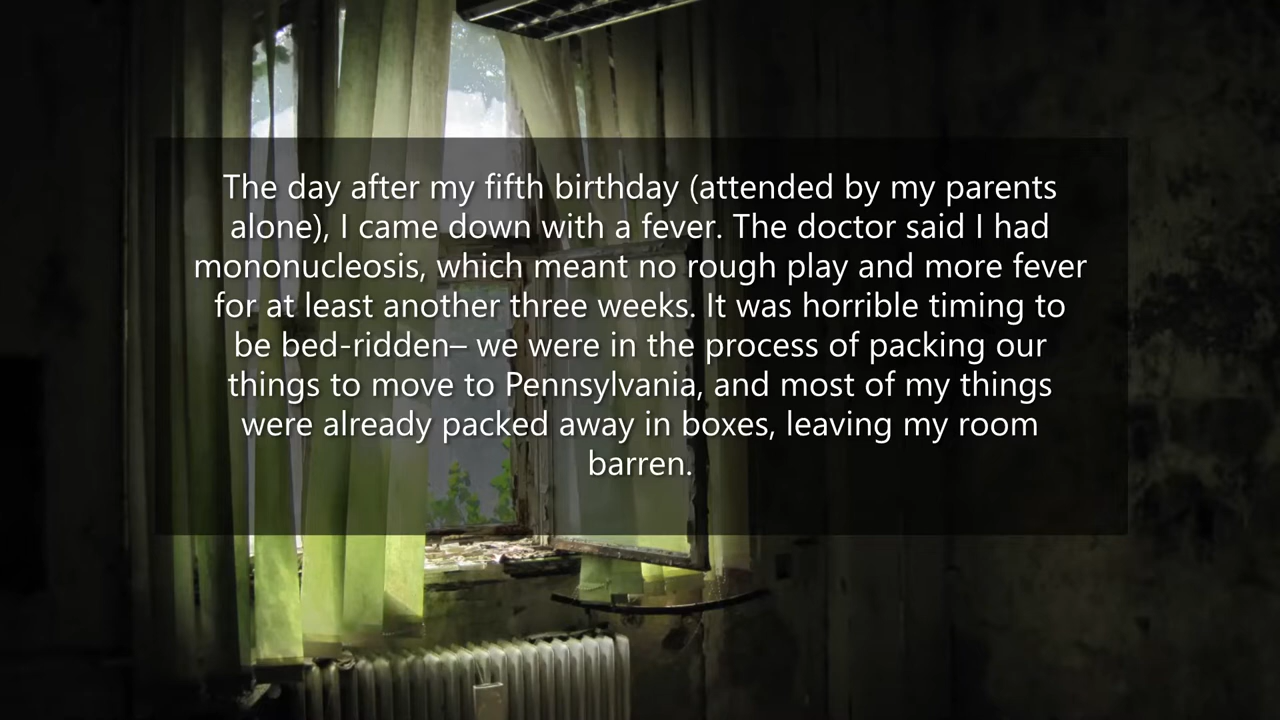 The day after my fifth birthday (attended by my parents
alone), I came down with a fever. The doctor said I had
mononucleosis, which meant no rough play and more fever
for at least another three weeks. It was horrible timing to
be bed-ridden– we were in the process of packing our
things to move to Pennsylvania, and most of my things
were already packed away in boxes, leaving my room
barren.